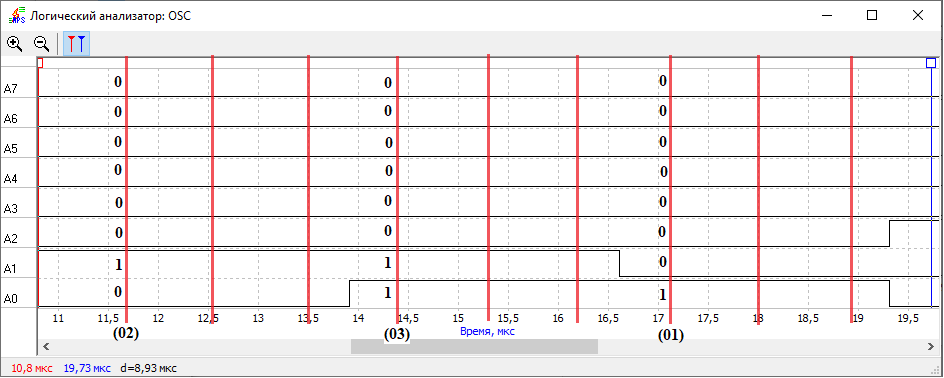 Логический анализатор: OSC
A7 0 0 0
A6 0 0 0
A5 0 0 0
A4 0 0 0
A3 0 0 0
A2 0 0 0
A1 1 1 0
A0 0 1 1
11 11,5 12 12,5 13 13,5 14 14,5 15 15,5 16 16,5 17 17,5 18 18,5 19 19,5
(02) (03) Время, мкс (01)
10,8 мкс 19,73 мкс d=8,93 мкс